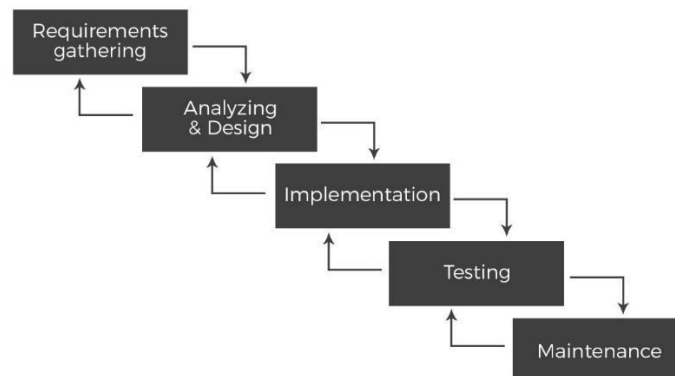 Requirements
gathering
Analyzing
& Design
Implementation
Testing
Maintenance